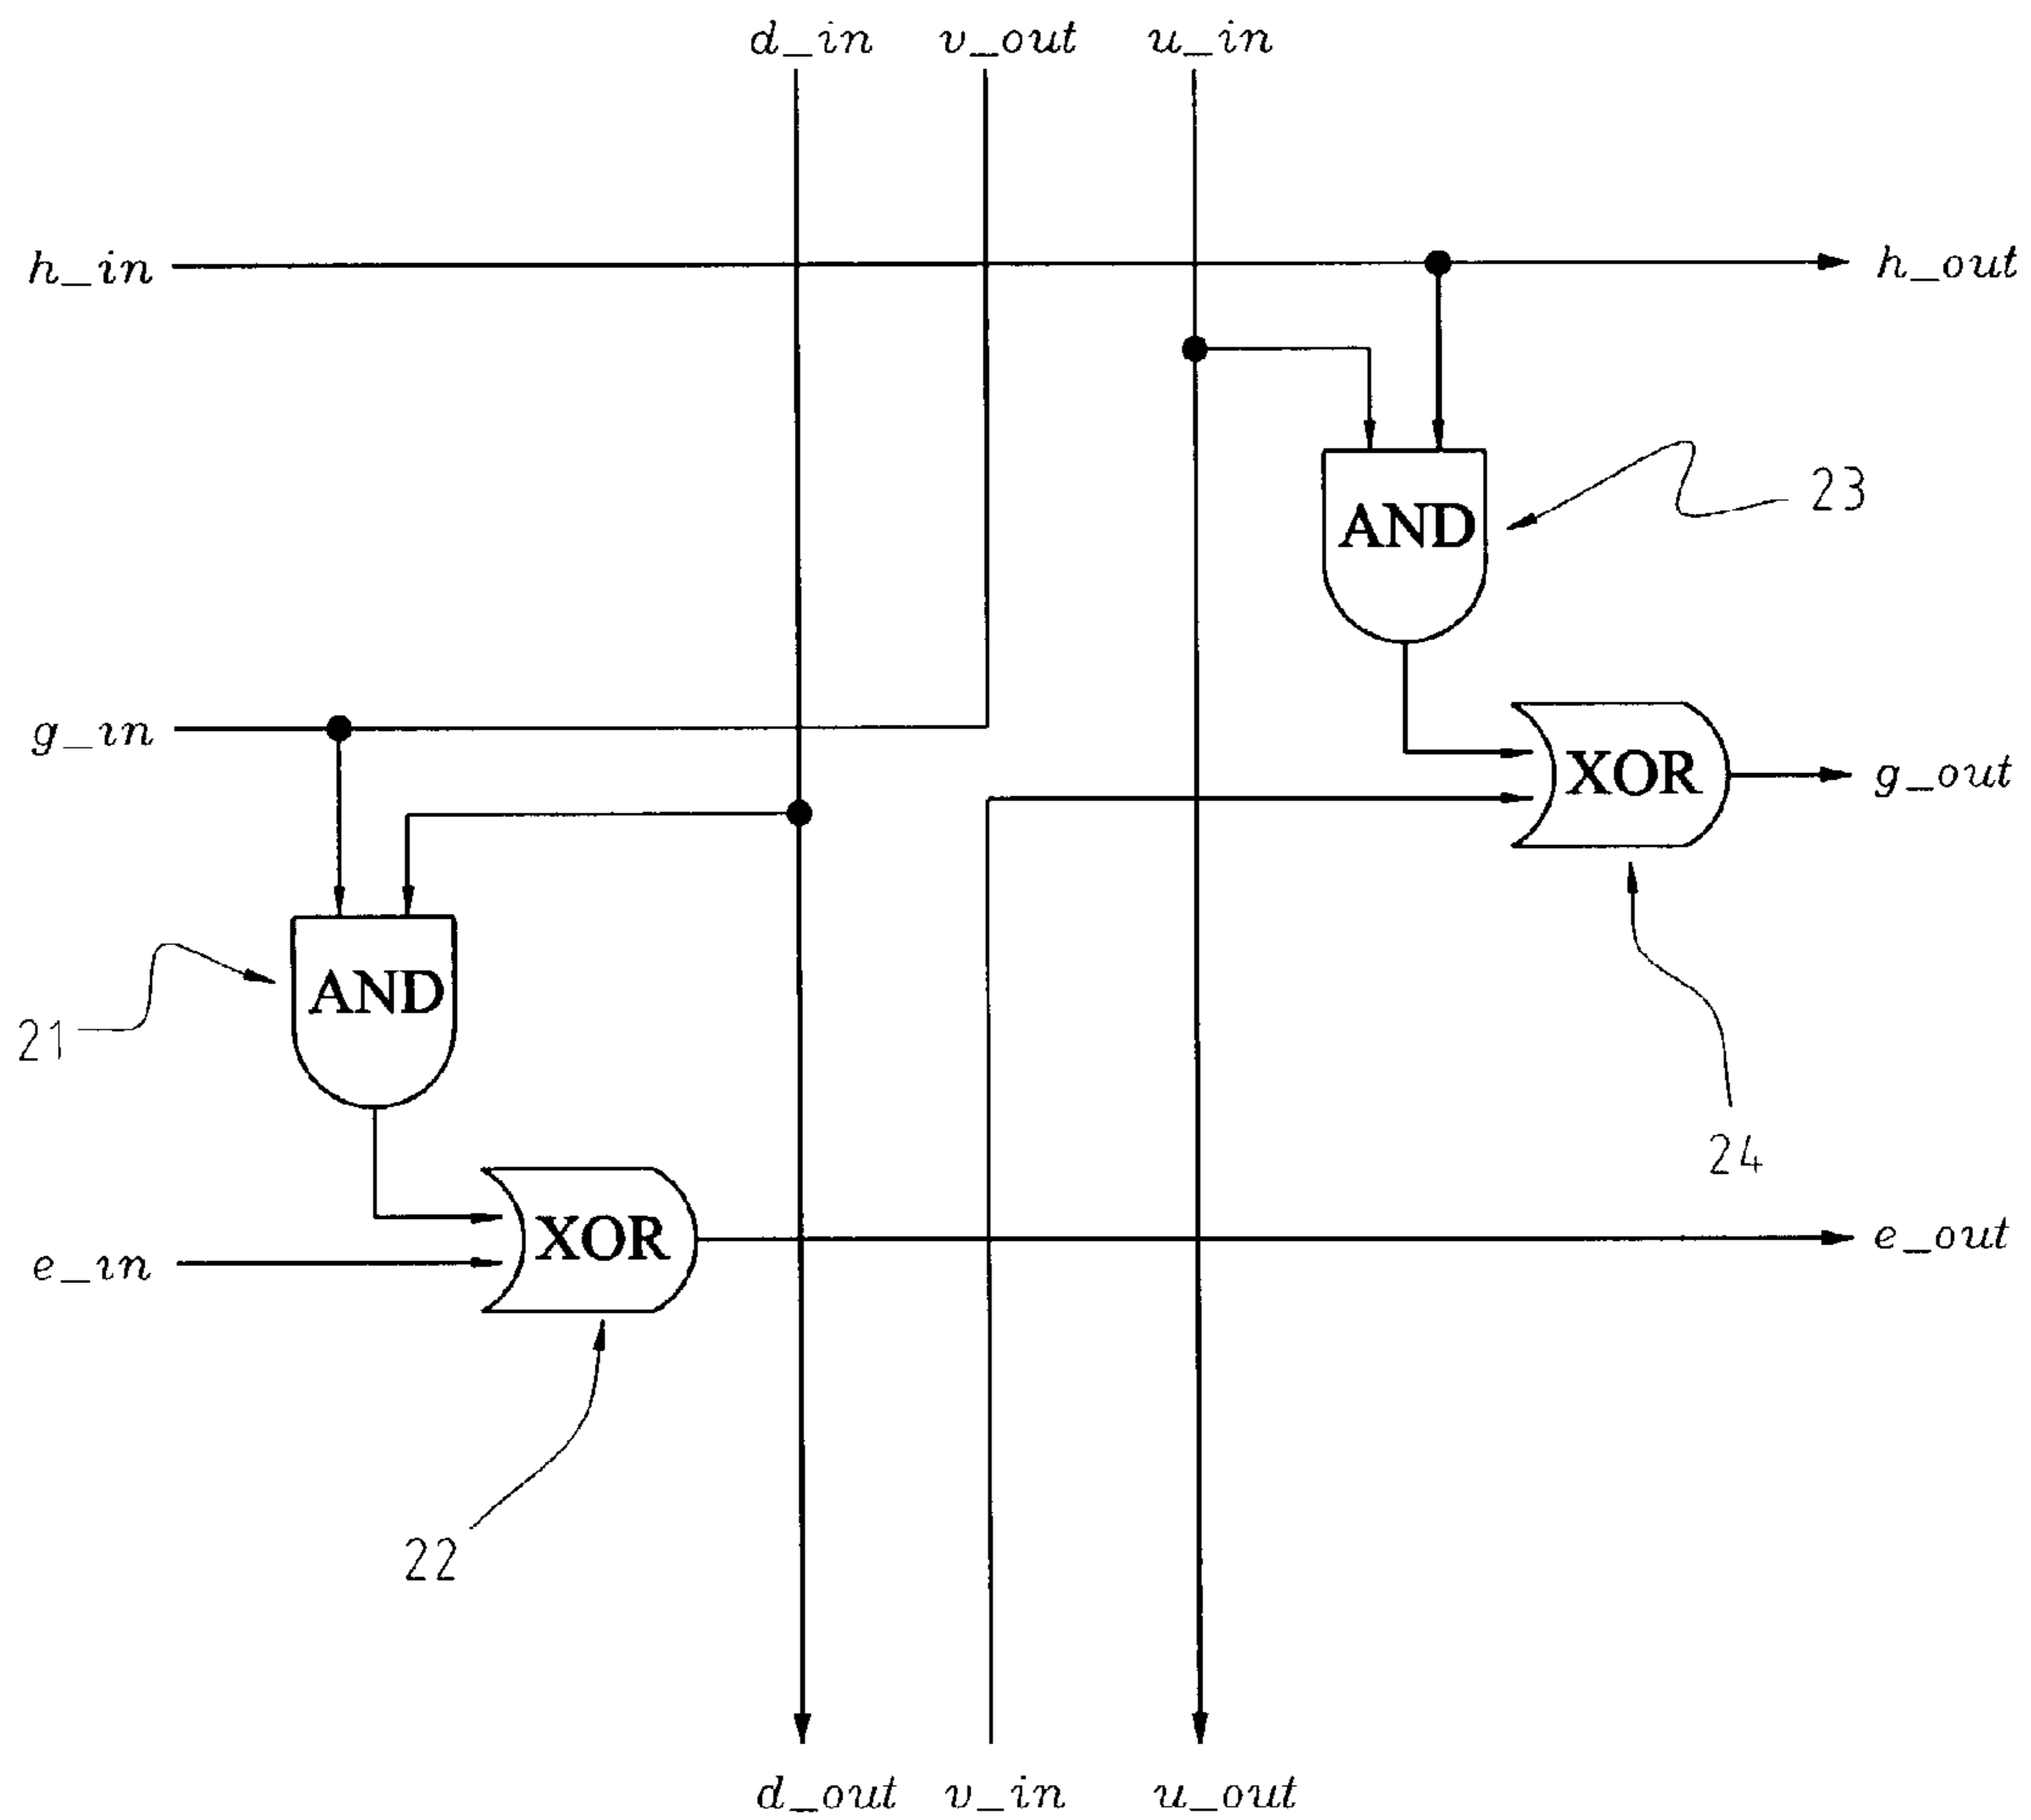 d_in v_out u_in
h_in h_out
23
AND
g_in
XOR g_out
AND
21
24
XOR e_out
e_in
22
d_out v_in u_out